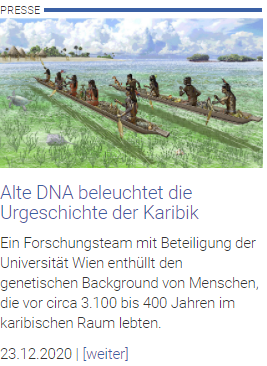 PRESSE
Alte DNA beleuchtet die
Urgeschichte der Karibik
Ein Forschungsteam mit Beteiligung der
Universität Wien enthüllt den
genetischen Background von Menschen,
die vor circa 3.100 bis 400 Jahren im
karibischen Raum lebten.
23.12.2020 | [weiter]